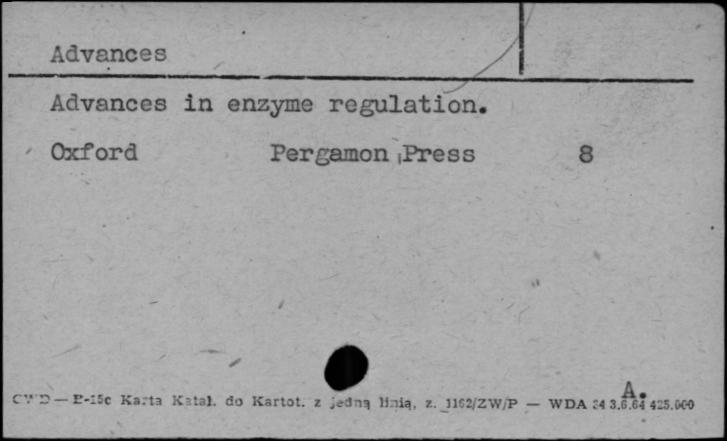 Advances
Advances in enzyme regulation.
Oxford Pergamon Press 8
A.
CWD — P-15c Karta Katal. do Kartot. z jedną linią, z. 1162/ZW/P — WDA 34 3.6.64 425.000